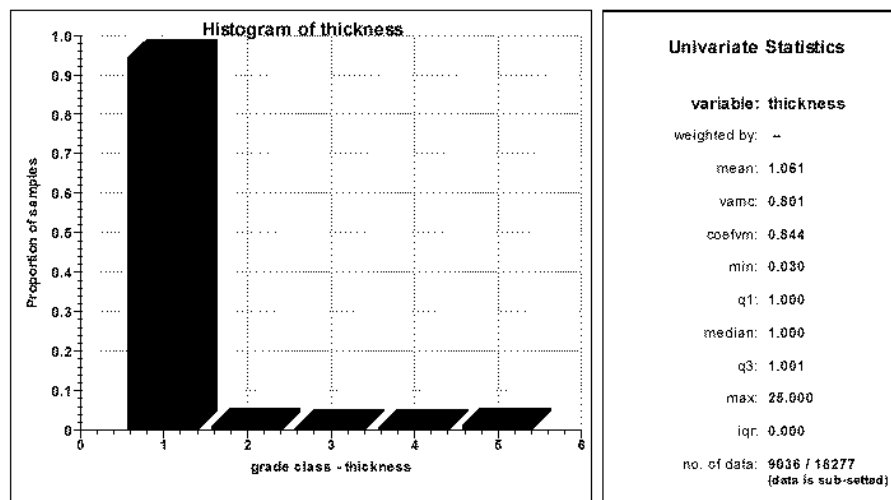 Histogram of thickness
Proportion of samples
1.0
0.9
0.8
0.7
0.6
0.5
0.4
0.3
0.2
0.1
0
0 1 2 3 4 5 6
grade class - thickness
Univariate Statistics
variable: thickness
weighted by: --
mean: 1.061
varnc: 0.801
coefvrn: 0.844
min: 0.030
q1: 1.000
median: 1.000
q3: 1.001
max: 25.000
iqr: 0.000
no. of data: 9036 / 18277
(data is sub-setted)